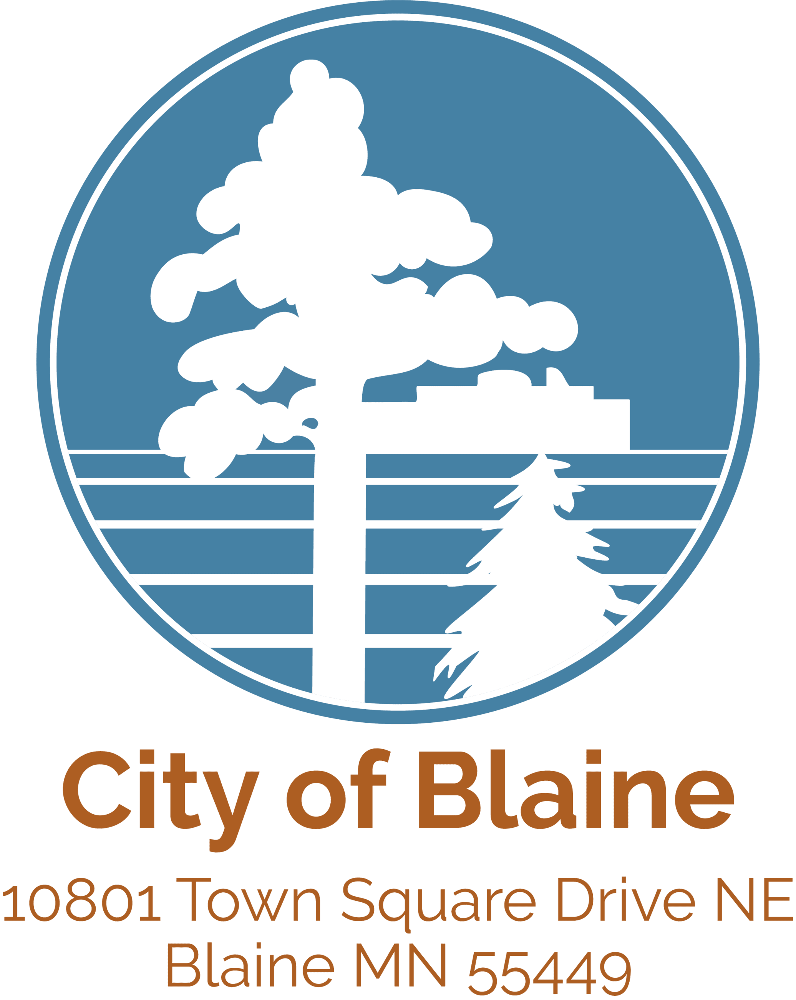 City of Blaine
10801 Town Square Drive NE
Blaine MN 55449